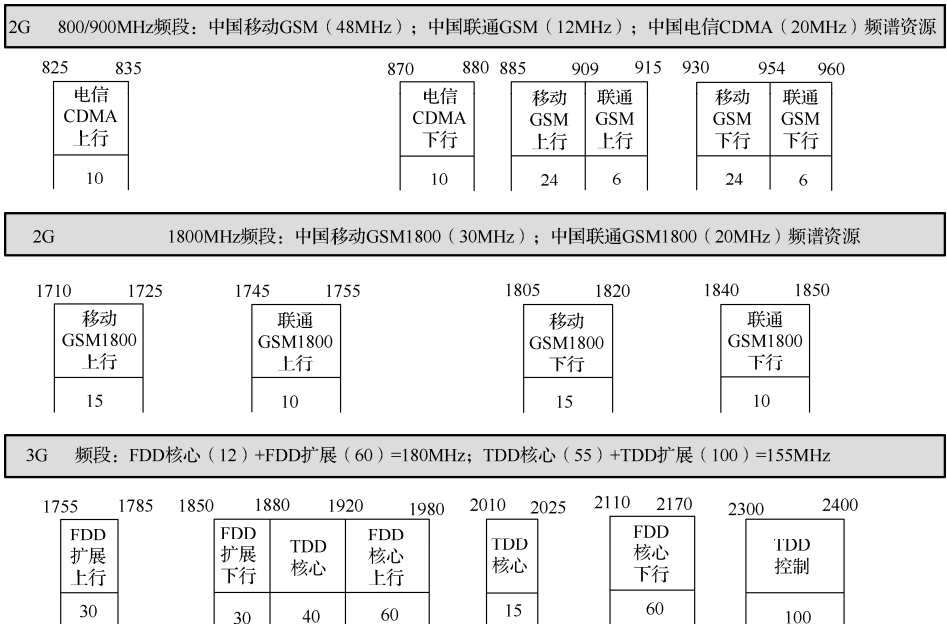 2G 800/900MHz频段：中国移动GSM（48MHz）；中国联通GSM（12MHz）；中国电信CDMA（20MHz）频谱资源
825 835 870 880 885 909 915 930 954 960
电信 电信 移动 联通 移动 联通
CDMA CDMA GSM GSM GSM GSM
上行 下行 上行 上行 下行 下行
10 10 24 6 24 6
2G 1800MHz频段：中国移动GSM1800（30MHz）；中国联通GSM1800（20MHz）频谱资源
1710 1725 1745 1755 1805 1820 1840 1850
移动 联通 移动 联通
GSM1800 GSM1800 GSM1800 GSM1800
上行 上行 下行 下行
15 10 15 10
3G 频段：FDD核心（12）+FDD扩展（60）=180MHz；TDD核心（55）+TDD扩展（100）=155MHz
1755 1785 1850 1880 1920 1980 2010 2025 2110 2170 2300 2400
FDD FDD TDD FDD TDD FDD TDD
扩展 扩展 核心 核心 核心 核心 控制
上行 下行 上行 下行
30 30 40 60 15 60 100